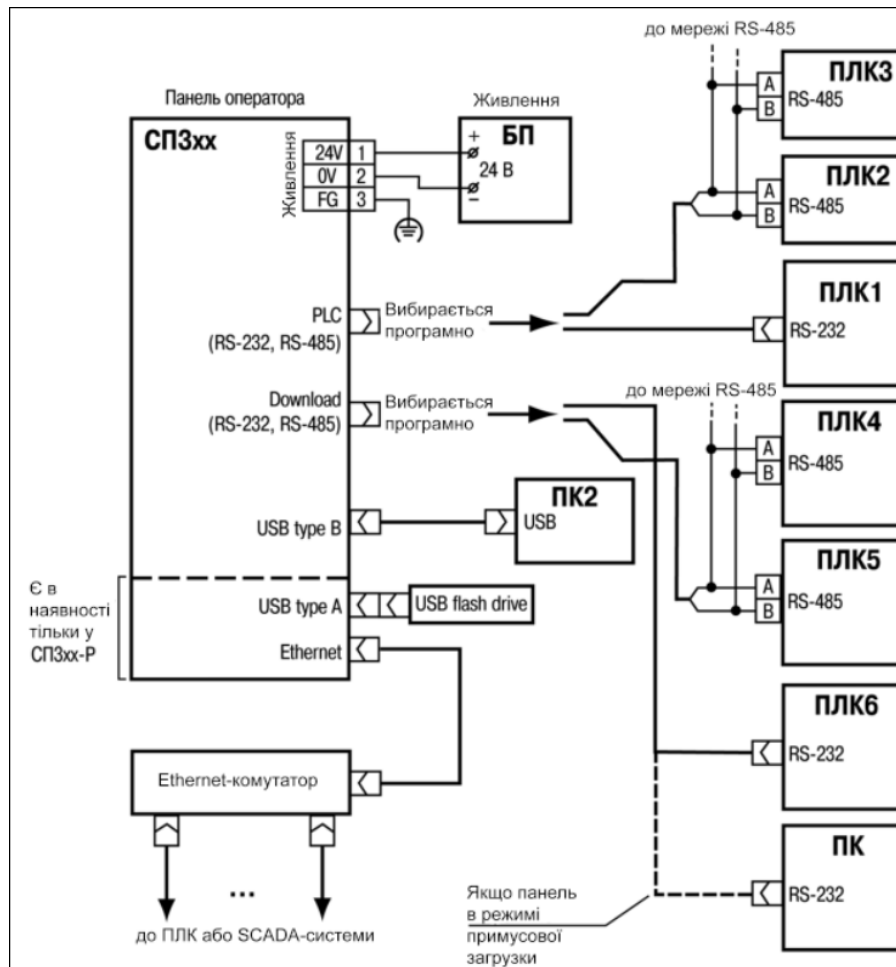 до мережі RS-485
ПЛК3
A
RS-485
B
Панель оператора
Живлення
СП3хх
Живлення
24V 1
0V 2
FG 3
+
БП
24 В
−
ПЛК2
A
RS-485
B
ПЛК1
RS-232
PLC
(RS-232, RS-485)
Вибирається
програмно
Download
(RS-232, RS-485)
Вибирається
програмно
до мережі RS-485
ПЛК4
A
RS-485
B
ПК2
USB
USB type B
ПЛК5
A
RS-485
B
Є в
наявності
тільки у
СП3хх-Р
USB type A
USB flash drive
Ethernet
ПЛК6
RS-232
Ethernet-комутатор
...
до ПЛК або SCADA-системи
Якщо панель
в режимі
примусової
загрузки
ПК
RS-232